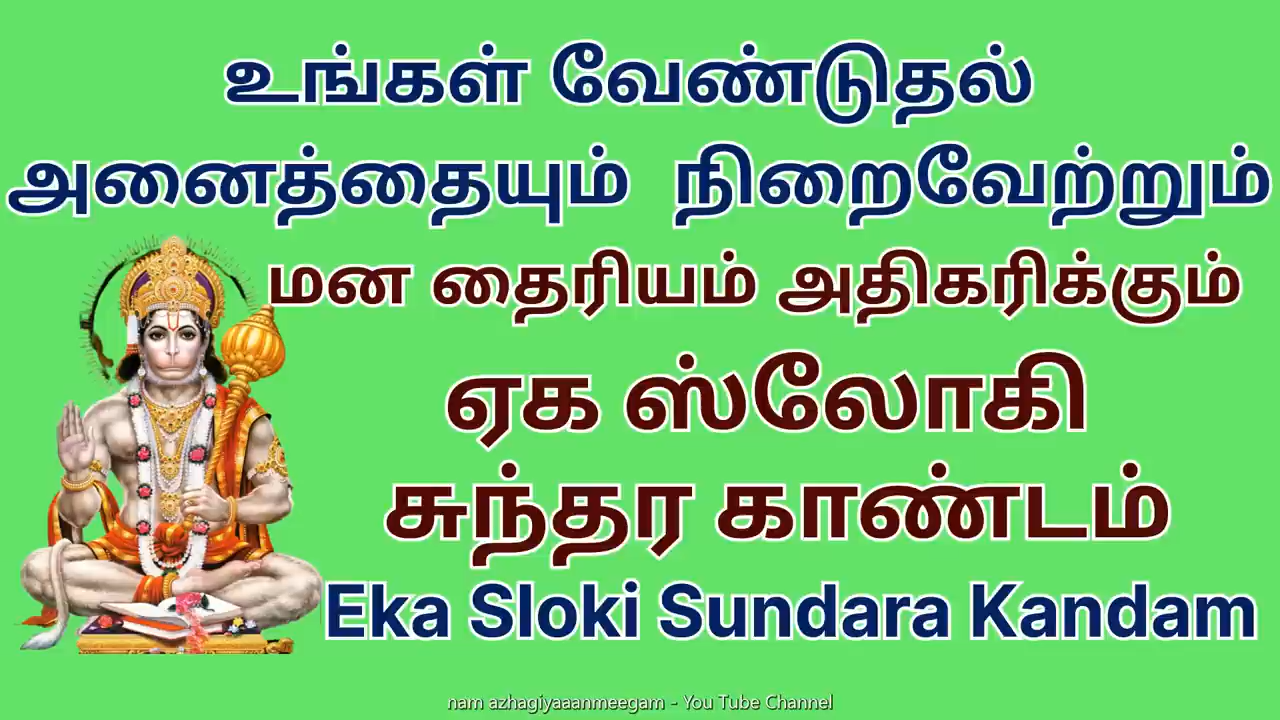 உங்கள் வேண்டுதல்
அனைத்தையும் நிறைவேற்றும்
மன தைரியம் அதிகரிக்கும்
ஏக ஸ்லோகி
சுந்தர காண்டம்
Eka Sloki Sundara Kandam
nam azhagiyaaanmeegam - You Tube Channel